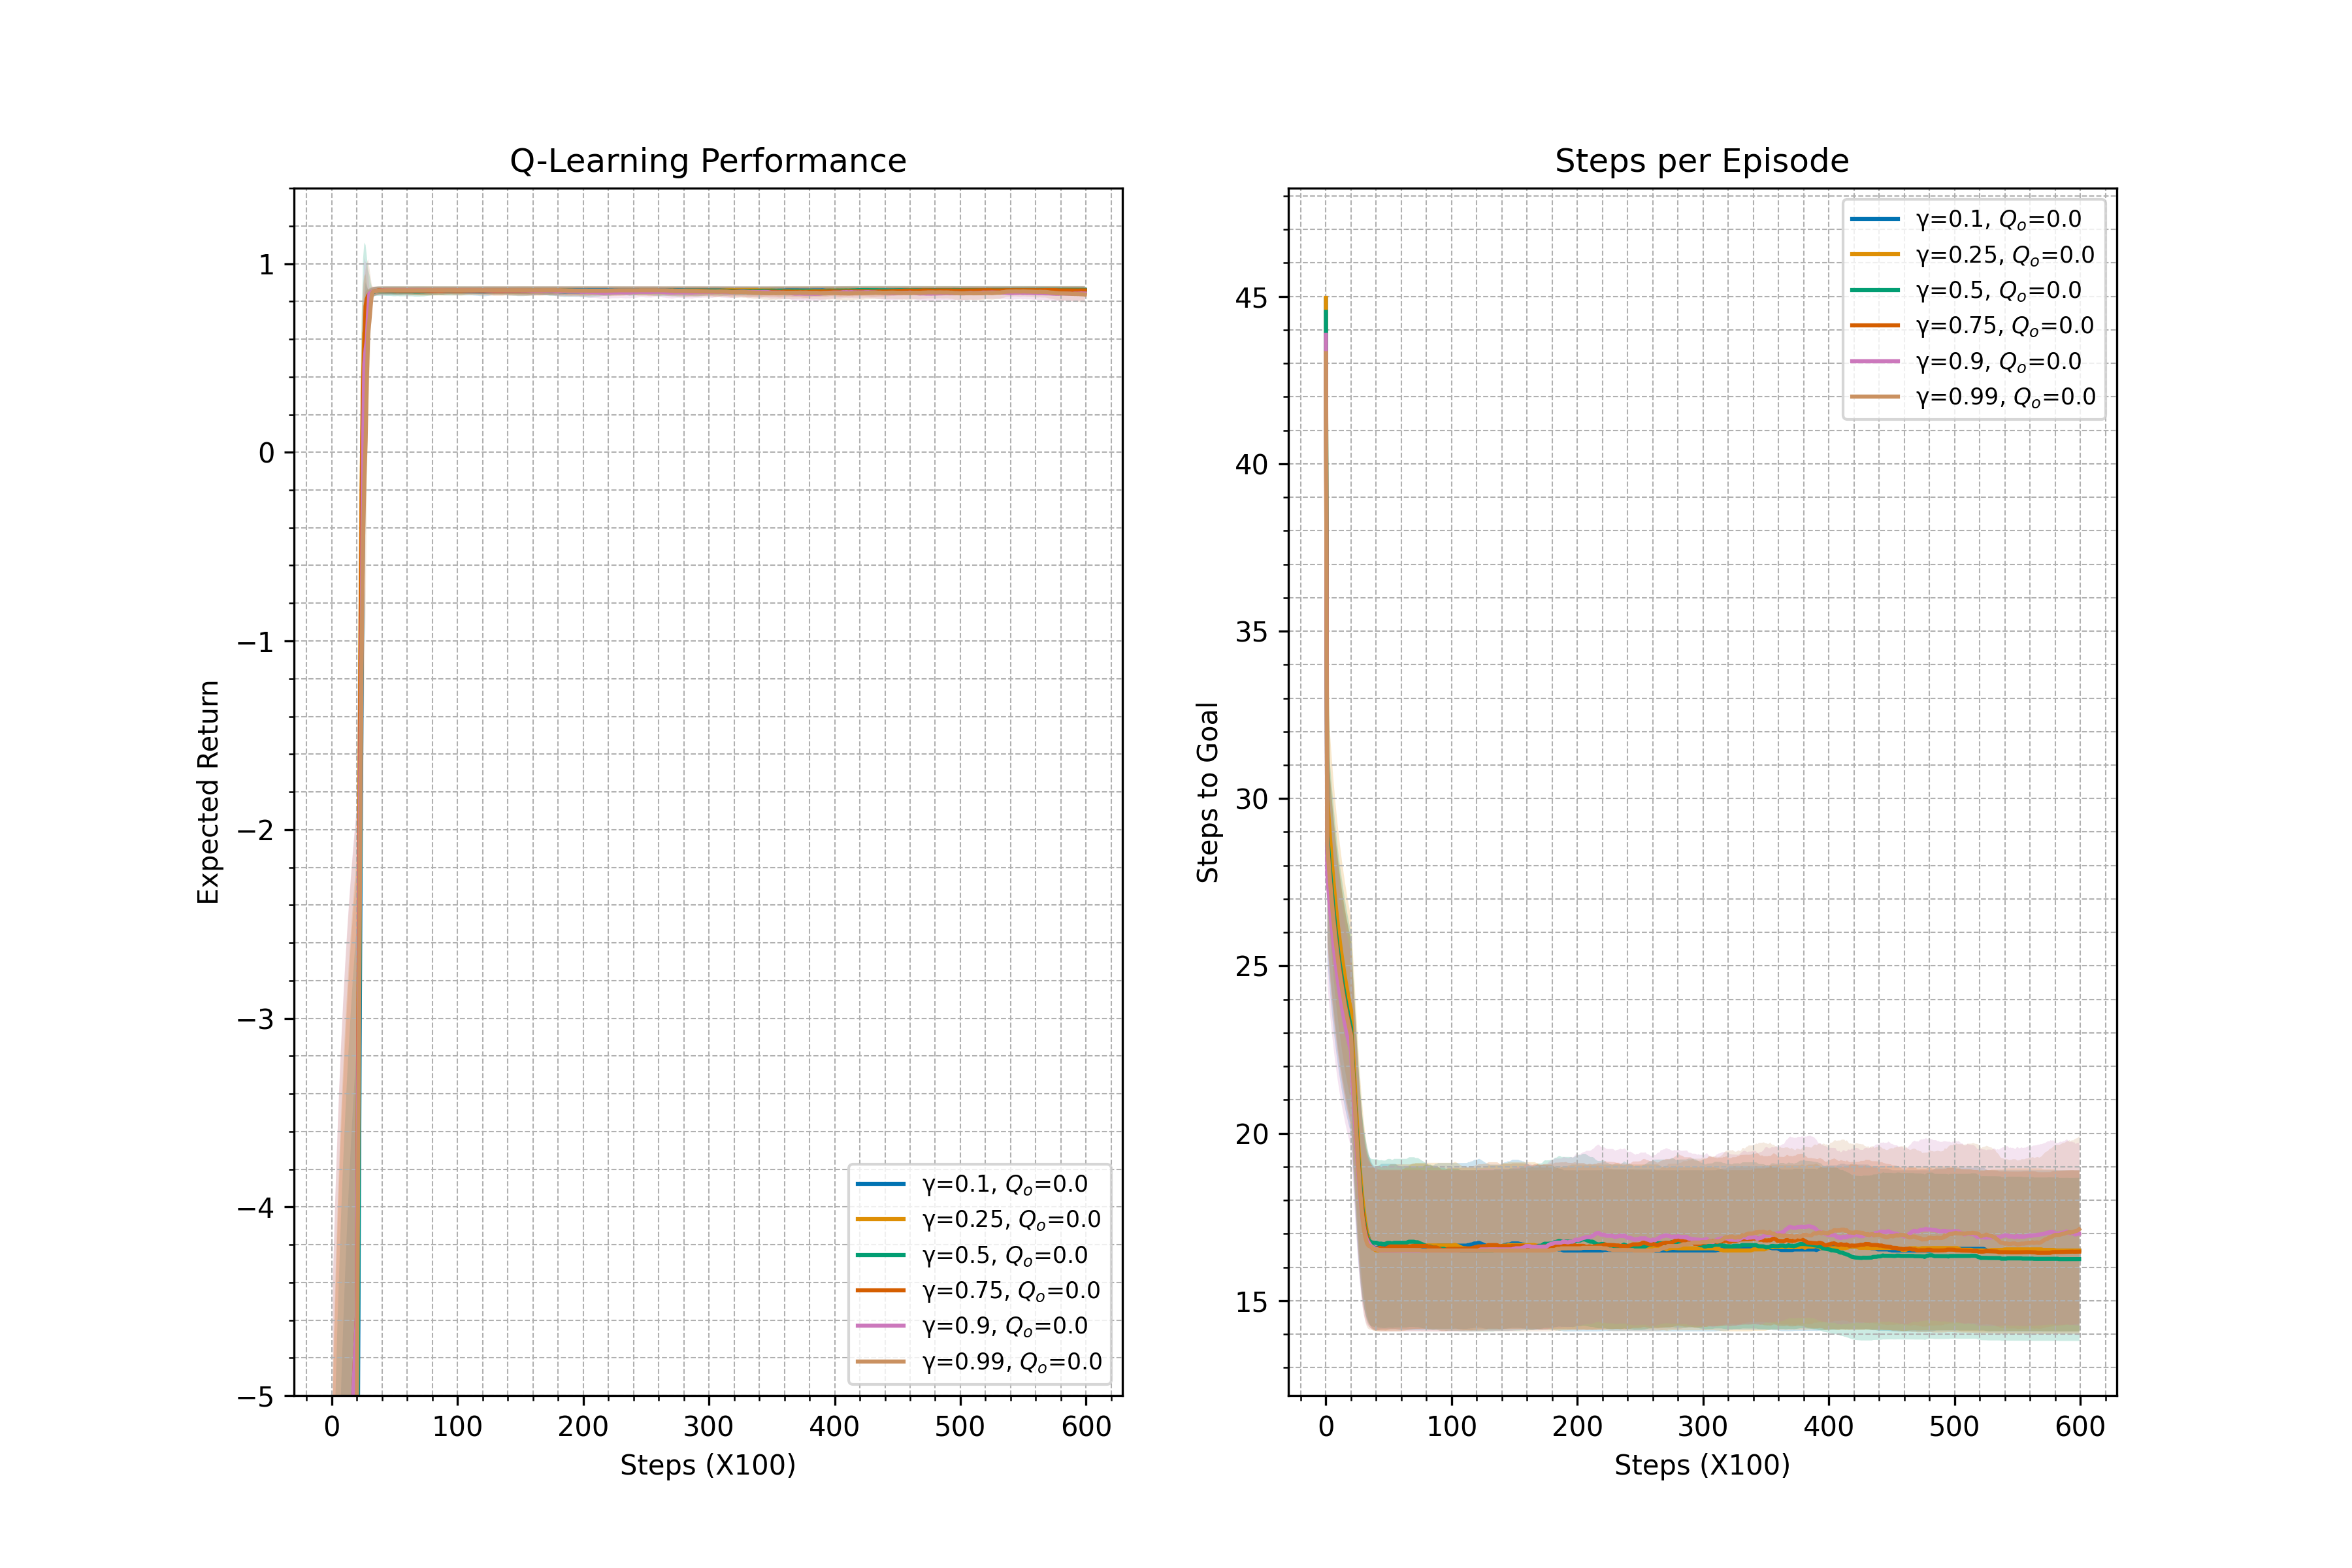 Q-Learning Performance
Expected Return
1
0
−1
−2
−3
−4
−5
0 100 200 300 400 500 600
Steps (X100)
γ=0.1, Qₒ=0.0
γ=0.25, Qₒ=0.0
γ=0.5, Qₒ=0.0
γ=0.75, Qₒ=0.0
γ=0.9, Qₒ=0.0
γ=0.99, Qₒ=0.0
Steps per Episode
Steps to Goal
45
40
35
30
25
20
15
0 100 200 300 400 500 600
Steps (X100)
γ=0.1, Qₒ=0.0
γ=0.25, Qₒ=0.0
γ=0.5, Qₒ=0.0
γ=0.75, Qₒ=0.0
γ=0.9, Qₒ=0.0
γ=0.99, Qₒ=0.0